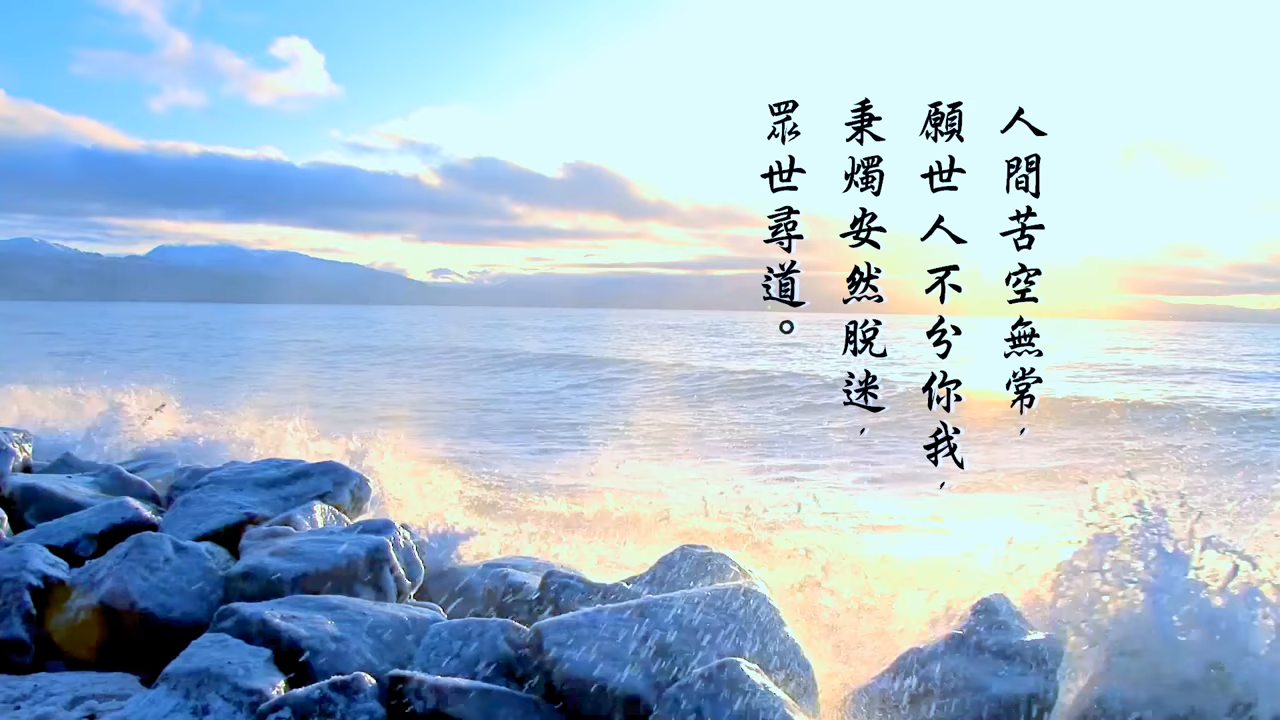 人間苦空無常，
願世人不分你我，
秉燭安然脫迷，
眾世尋道。